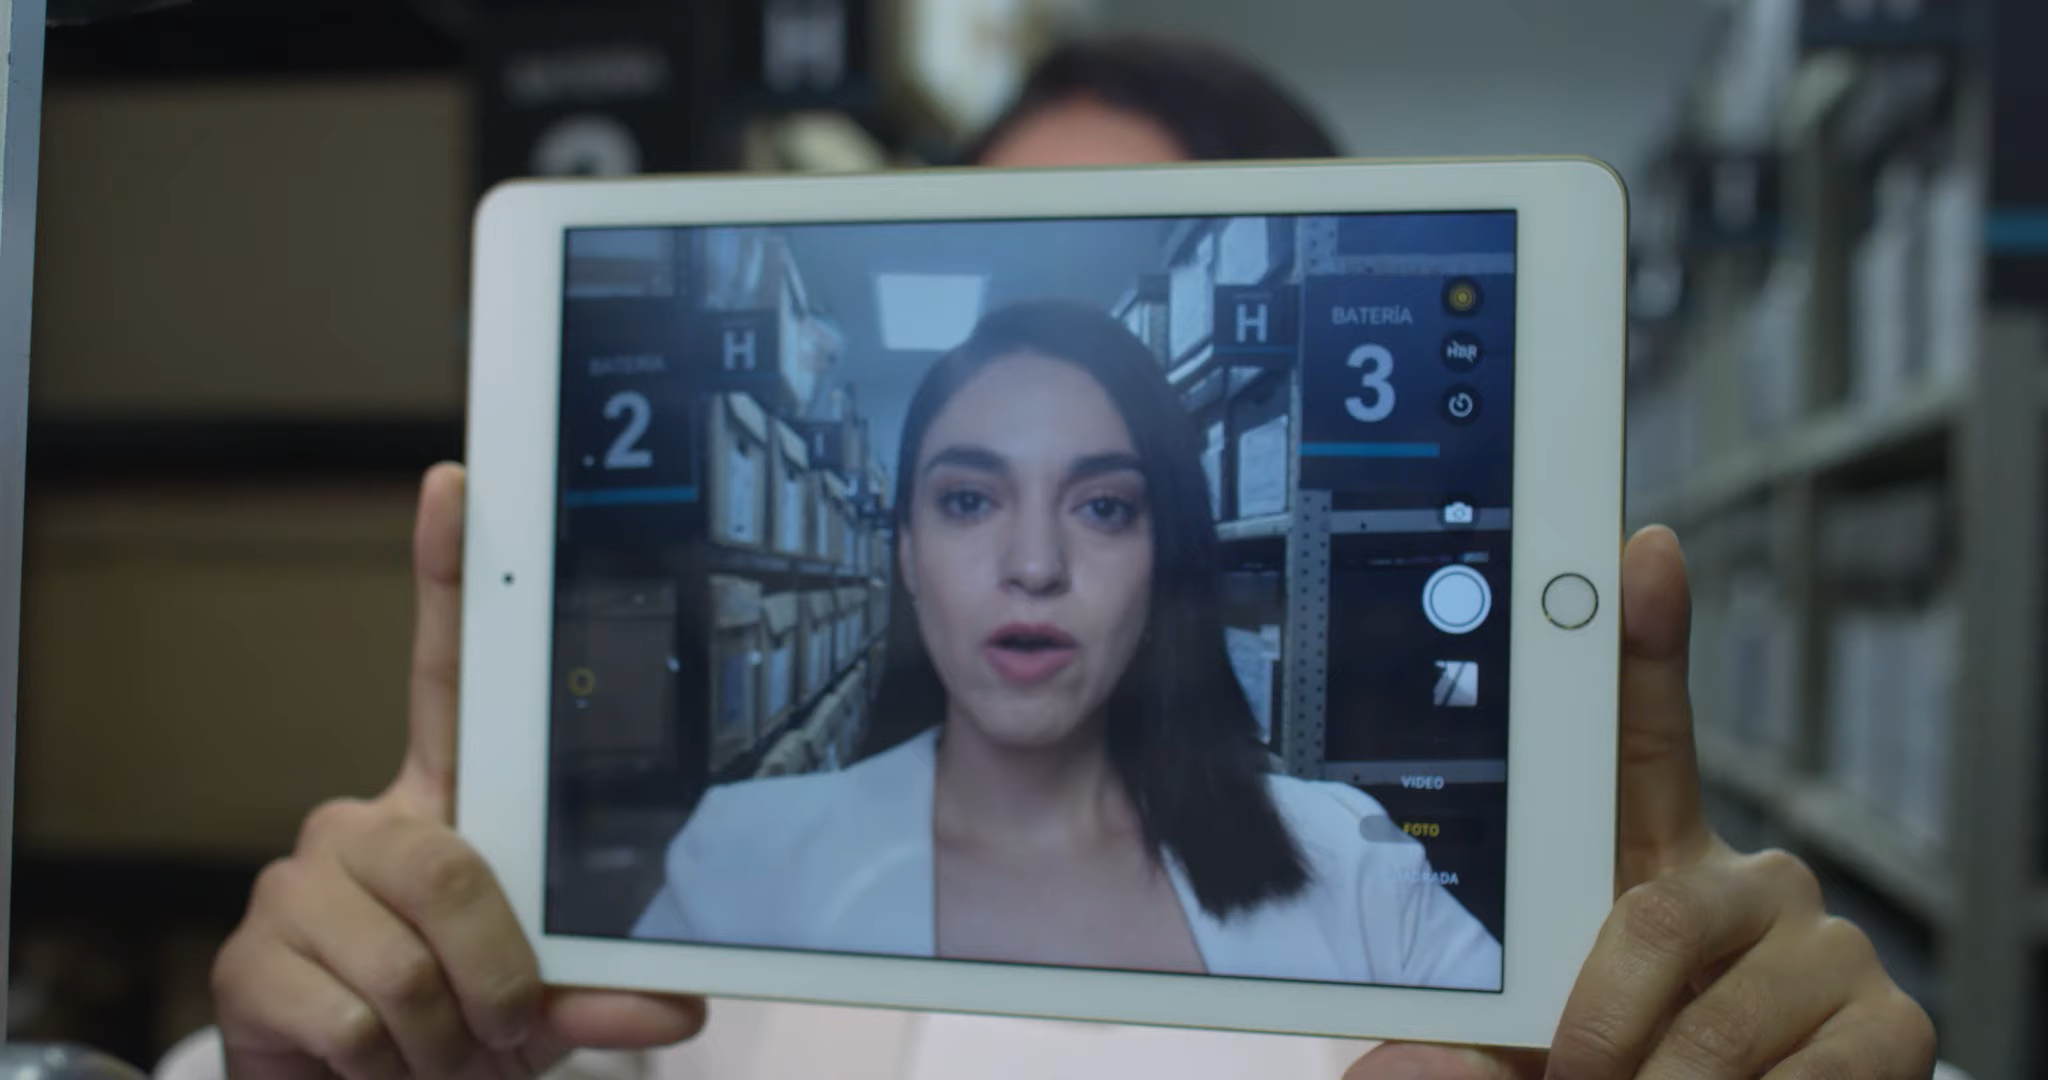 H
BATERÍA
2
H
H
BATERÍA
3
HDR
VIDEO
FOTO